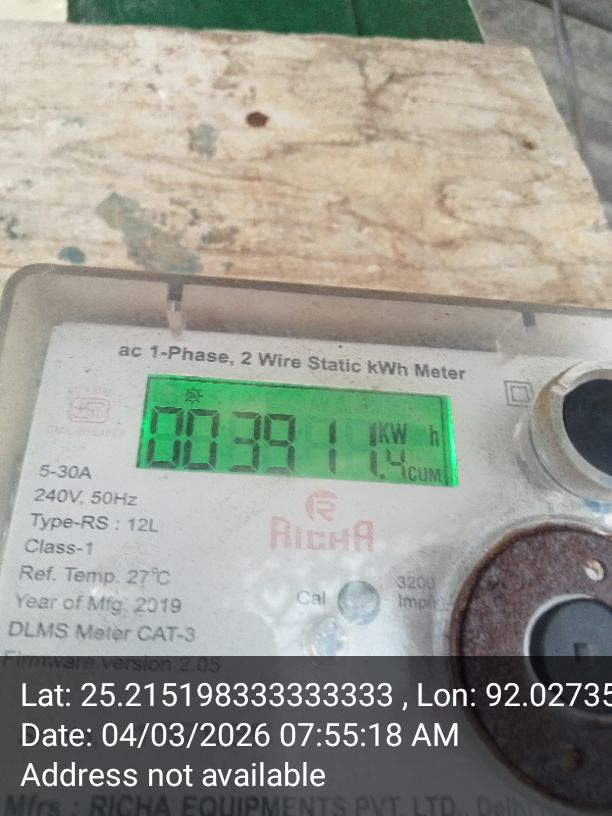 ac 1-Phase, 2 Wire Static kWh Meter
003911.4 KW h
CUM
5-30A
240V, 50Hz
Type-RS : 12L
Class-1
Ref. Temp. 27°C
Year of Mfg. 2019
DLMS Meter CAT-3
Firmware version 2.05
RICHA
Cal
3200
Imp/
Lat: 25.215198333333333 , Lon: 92.02735
Date: 04/03/2026 07:55:18 AM
Address not available
Mfrs : RICHA EQUIPMENTS PVT. LTD., Delhi